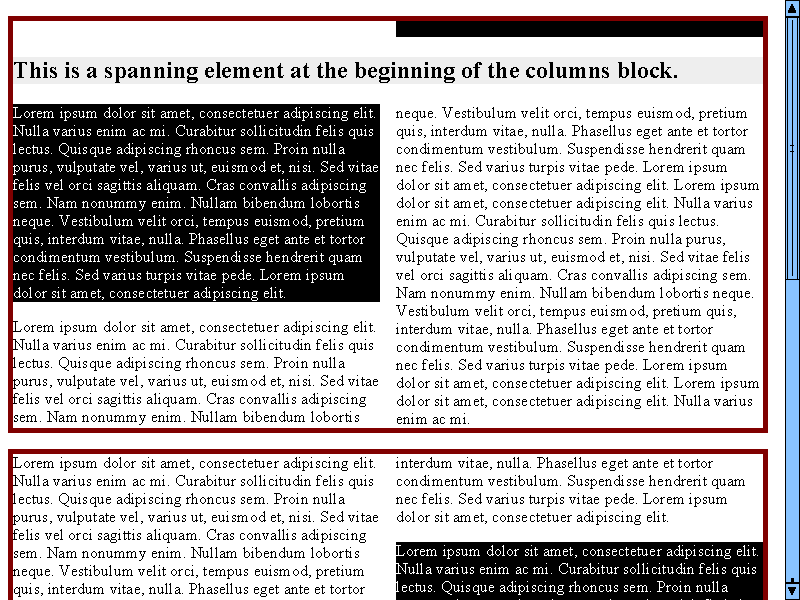 This is a spanning element at the beginning of the columns block.
Lorem ipsum dolor sit amet, consectetuer adipiscing elit.
Nulla varius enim ac mi. Curabitur sollicitudin felis quis
lectus. Quisque adipiscing rhoncus sem. Proin nulla
purus, vulputate vel, varius ut, euismod et, nisi. Sed vitae
felis vel orci sagittis aliquam. Cras convallis adipiscing
sem. Nam nonummy enim. Nullam bibendum lobortis
neque. Vestibulum velit orci, tempus euismod, pretium
quis, interdum vitae, nulla. Phasellus eget ante et tortor
condimentum vestibulum. Suspendisse hendrerit quam
nec felis. Sed varius turpis vitae pede. Lorem ipsum
dolor sit amet, consectetuer adipiscing elit.
Lorem ipsum dolor sit amet, consectetuer adipiscing elit.
Nulla varius enim ac mi. Curabitur sollicitudin felis quis
lectus. Quisque adipiscing rhoncus sem. Proin nulla
purus, vulputate vel, varius ut, euismod et, nisi. Sed vitae
felis vel orci sagittis aliquam. Cras convallis adipiscing
sem. Nam nonummy enim. Nullam bibendum lobortis
neque. Vestibulum velit orci, tempus euismod, pretium
quis, interdum vitae, nulla. Phasellus eget ante et tortor
condimentum vestibulum. Suspendisse hendrerit quam
nec felis. Sed varius turpis vitae pede. Lorem ipsum
dolor sit amet, consectetuer adipiscing elit. Lorem ipsum
dolor sit amet, consectetuer adipiscing elit. Nulla varius
enim ac mi. Curabitur sollicitudin felis quis lectus.
Quisque adipiscing rhoncus sem. Proin nulla purus,
vulputate vel, varius ut, euismod et, nisi. Sed vitae felis
vel orci sagittis aliquam. Cras convallis adipiscing sem.
Nam nonummy enim. Nullam bibendum lobortis neque.
Vestibulum velit orci, tempus euismod, pretium quis,
interdum vitae, nulla. Phasellus eget ante et tortor
condimentum vestibulum. Suspendisse hendrerit quam
nec felis. Sed varius turpis vitae pede. Lorem ipsum
dolor sit amet, consectetuer adipiscing elit. Lorem ipsum
dolor sit amet, consectetuer adipiscing elit. Nulla varius
enim ac mi.
Lorem ipsum dolor sit amet, consectetuer adipiscing elit.
Nulla varius enim ac mi. Curabitur sollicitudin felis quis
lectus. Quisque adipiscing rhoncus sem. Proin nulla
purus, vulputate vel, varius ut, euismod et, nisi. Sed vitae
felis vel orci sagittis aliquam. Cras convallis adipiscing
sem. Nam nonummy enim. Nullam bibendum lobortis
neque. Vestibulum velit orci, tempus euismod, pretium
quis, interdum vitae, nulla. Phasellus eget ante et tortor
interdum vitae, nulla. Phasellus eget ante et tortor
condimentum vestibulum. Suspendisse hendrerit quam
nec felis. Sed varius turpis vitae pede. Lorem ipsum
dolor sit amet, consectetuer adipiscing elit.
Lorem ipsum dolor sit amet, consectetuer adipiscing elit.
Nulla varius enim ac mi. Curabitur sollicitudin felis quis
lectus. Quisque adipiscing rhoncus sem. Proin nulla